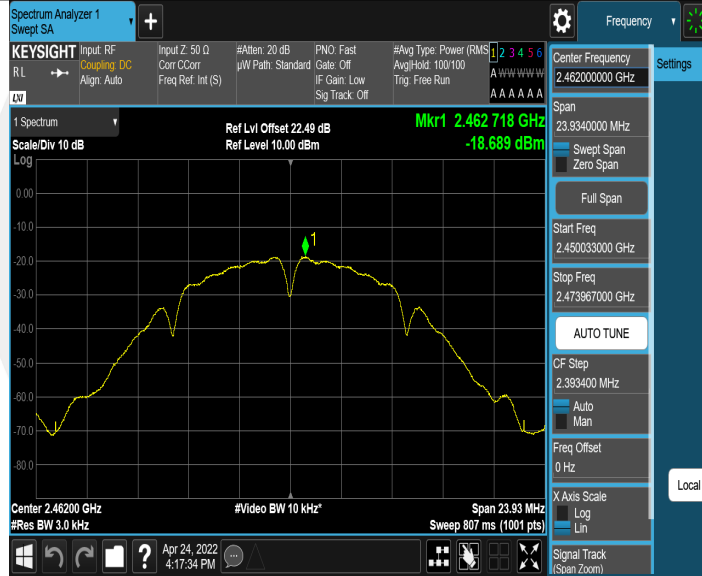 Spectrum Analyzer 1
Swept SA
+
Frequency
KEYSIGHT
RL
LXI
Input: RF
Coupling: DC
Align: Auto
Input Z: 50 Ω
Corr CCorr
Freq Ref: Int (S)
#Atten: 20 dB
µW Path: Standard
PNO: Fast
Gate: Off
IF Gain: Low
Sig Track: Off
#Avg Type: Power (RMS
Avg|Hold: 100/100
Trig: Free Run
1 2 3 4 5 6
A W W W W W
A A A A A A
1 Spectrum
Scale/Div 10 dB
Log
Ref Lvl Offset 22.49 dB
Ref Level 10.00 dBm
Mkr1 2.462 718 GHz
-18.689 dBm
1
0.00
-10.0
-20.0
-30.0
-40.0
-50.0
-60.0
-70.0
-80.0
Center 2.46200 GHz
#Res BW 3.0 kHz
#Video BW 10 kHz*
Span 23.93 MHz
Sweep 807 ms (1001 pts)
Center Frequency
2.462000000 GHz
Span
23.9340000 MHz
Swept Span
Zero Span
Full Span
Start Freq
2.450033000 GHz
Stop Freq
2.473967000 GHz
AUTO TUNE
CF Step
2.393400 MHz
Auto
Man
Freq Offset
0 Hz
X Axis Scale
Log
Lin
Signal Track
(Span Zoom)
Settings
Local
?
Apr 24, 2022
4:17:34 PM